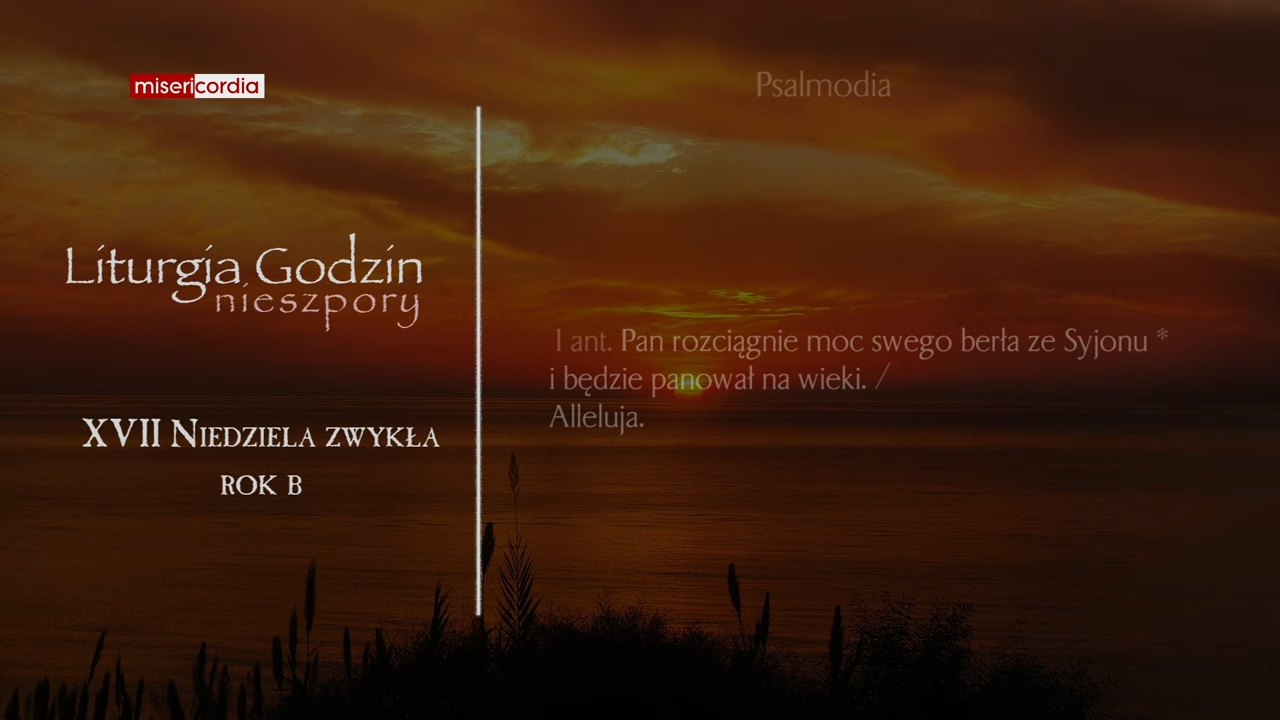 misericordia
Liturgia Godzin
nieszpory
XVII Niedziela zwykła
rok B
Psalmodia
I ant. Pan rozciągnie moc swego berła ze Syjonu *
i będzie panował na wieki. /
Alleluja.